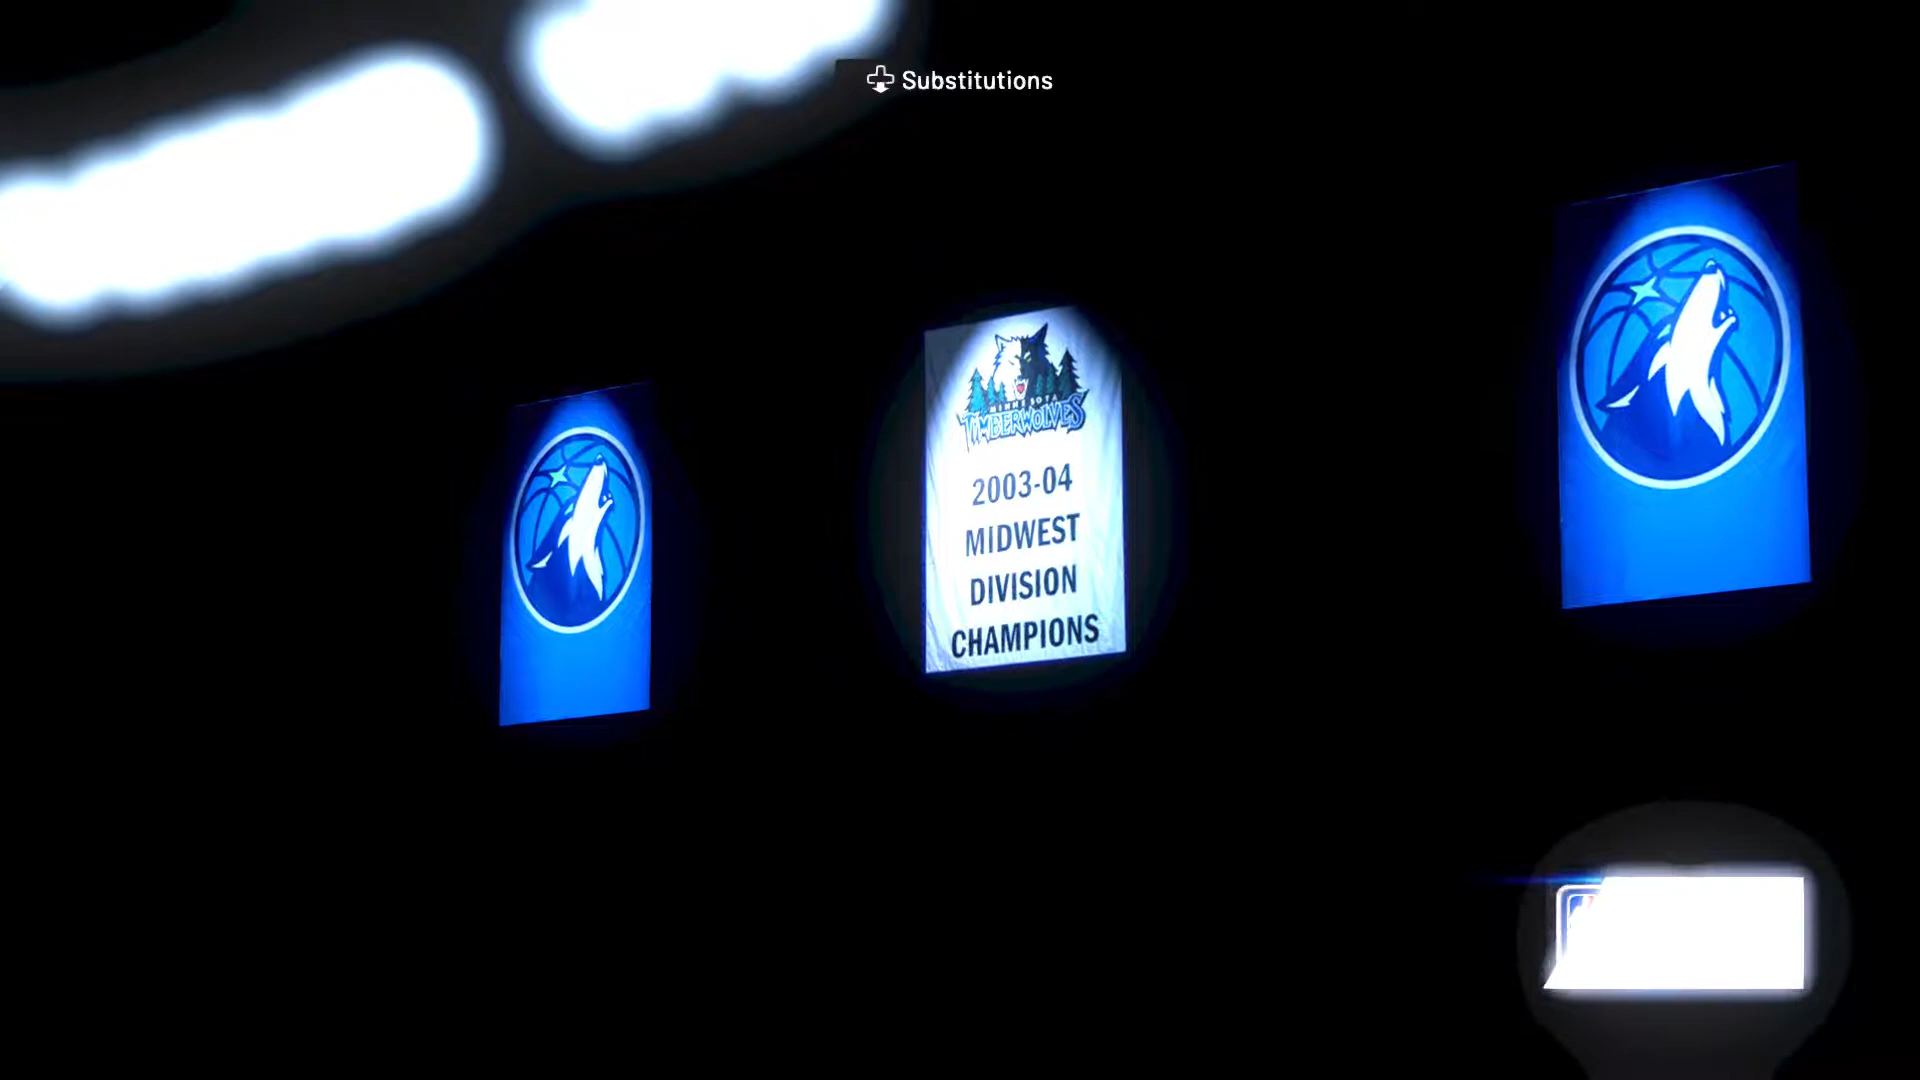 Substitutions
MINNESOTA
TIMBERWOLVES
2003-04
MIDWEST
DIVISION
CHAMPIONS